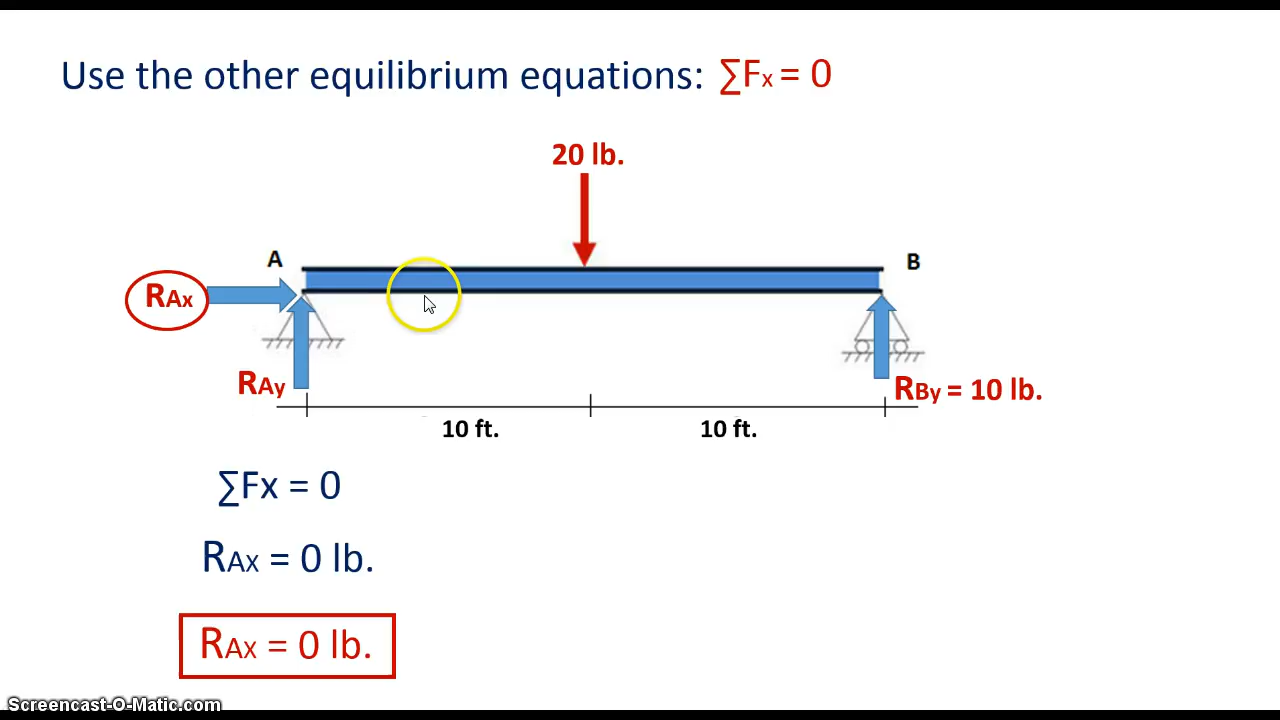 Use the other equilibrium equations: ∑Fx = 0
20 lb.
A
B
RAx
RAy
RBy = 10 lb.
10 ft.
10 ft.
∑Fx = 0
RAx = 0 lb.
RAx = 0 lb.
Screencast-O-Matic.com